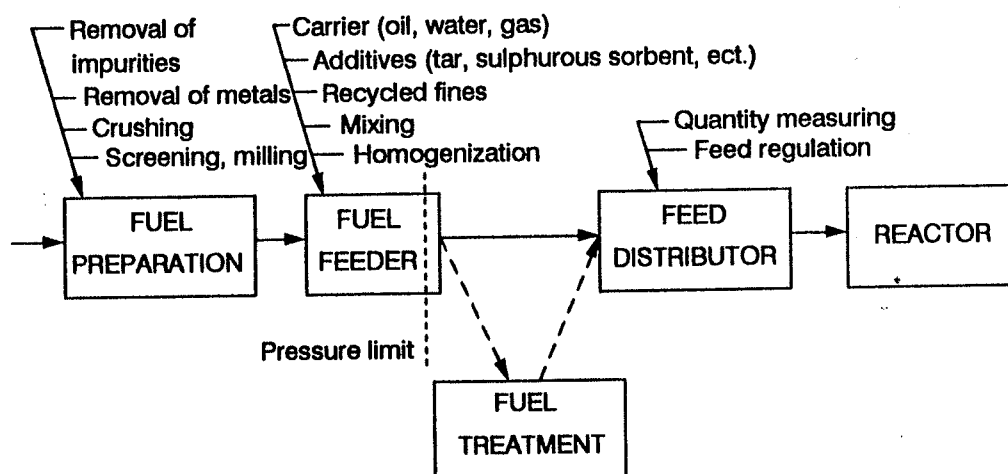 Removal of
impurities
Removal of metals
Crushing
Screening, milling
Carrier (oil, water, gas)
Additives (tar, sulphurous sorbent, ect.)
Recycled fines
Mixing
Homogenization
Quantity measuring
Feed regulation
FUEL
PREPARATION
FUEL
FEEDER
FEED
DISTRIBUTOR
REACTOR
Pressure limit
FUEL
TREATMENT